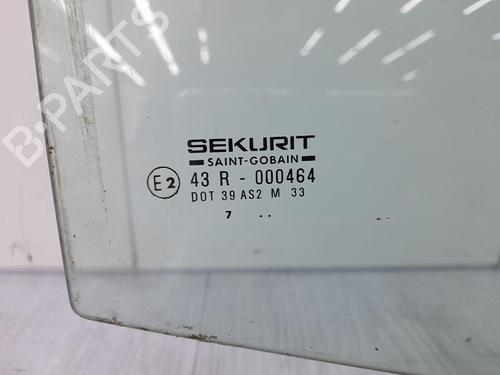 B-PARTS
SEKURIT
SAINT-GOBAIN
E2 43 R - 000464
DOT 39 AS2 M 33
7 ..